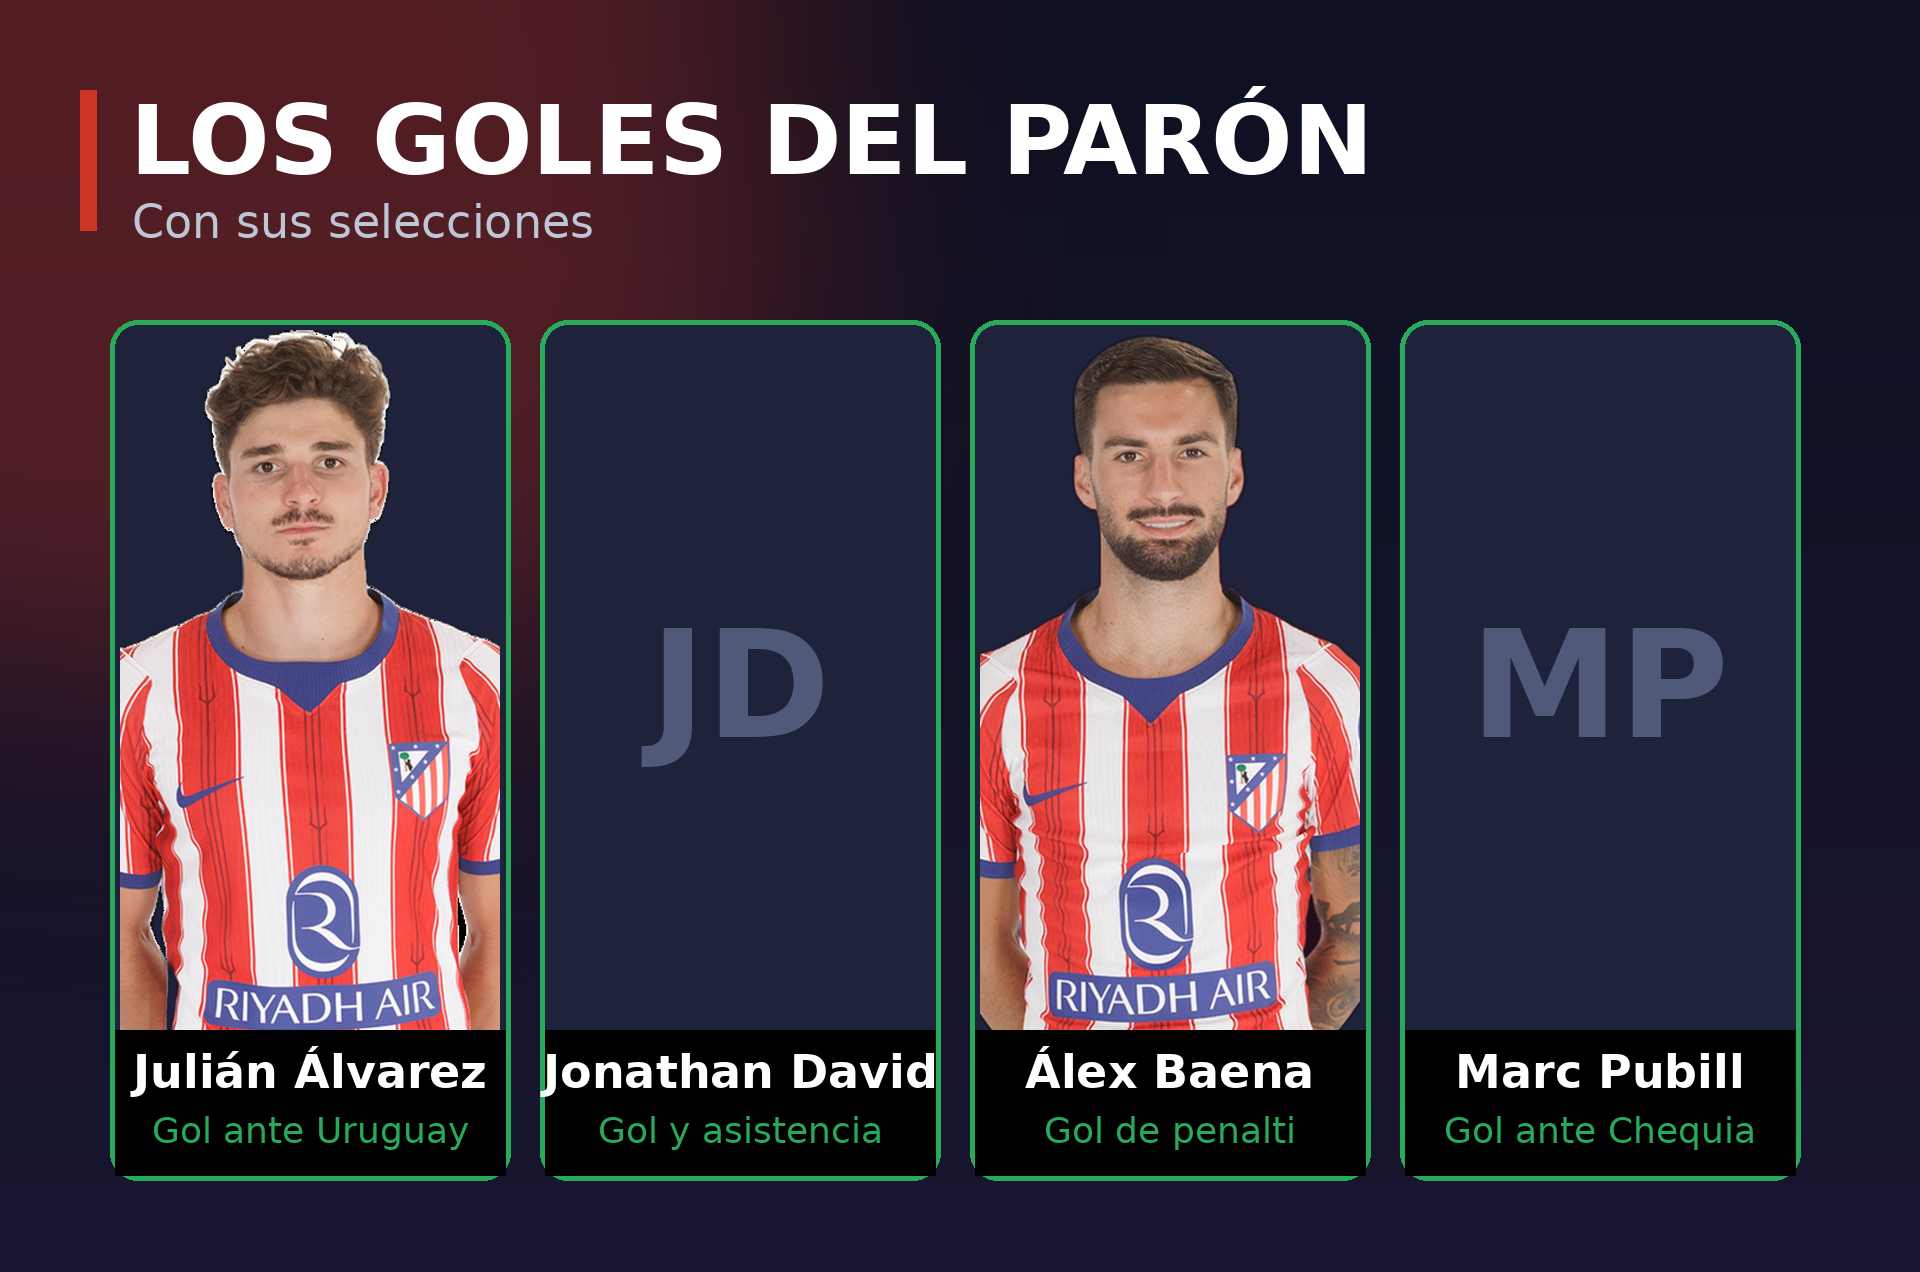 LOS GOLES DEL PARÓN
Con sus selecciones
JD
MP
RIYADH AIR
RIYADH AIR
Julián Álvarez
Jonathan David
Álex Baena
Marc Pubill
Gol ante Uruguay
Gol y asistencia
Gol de penalti
Gol ante Chequia